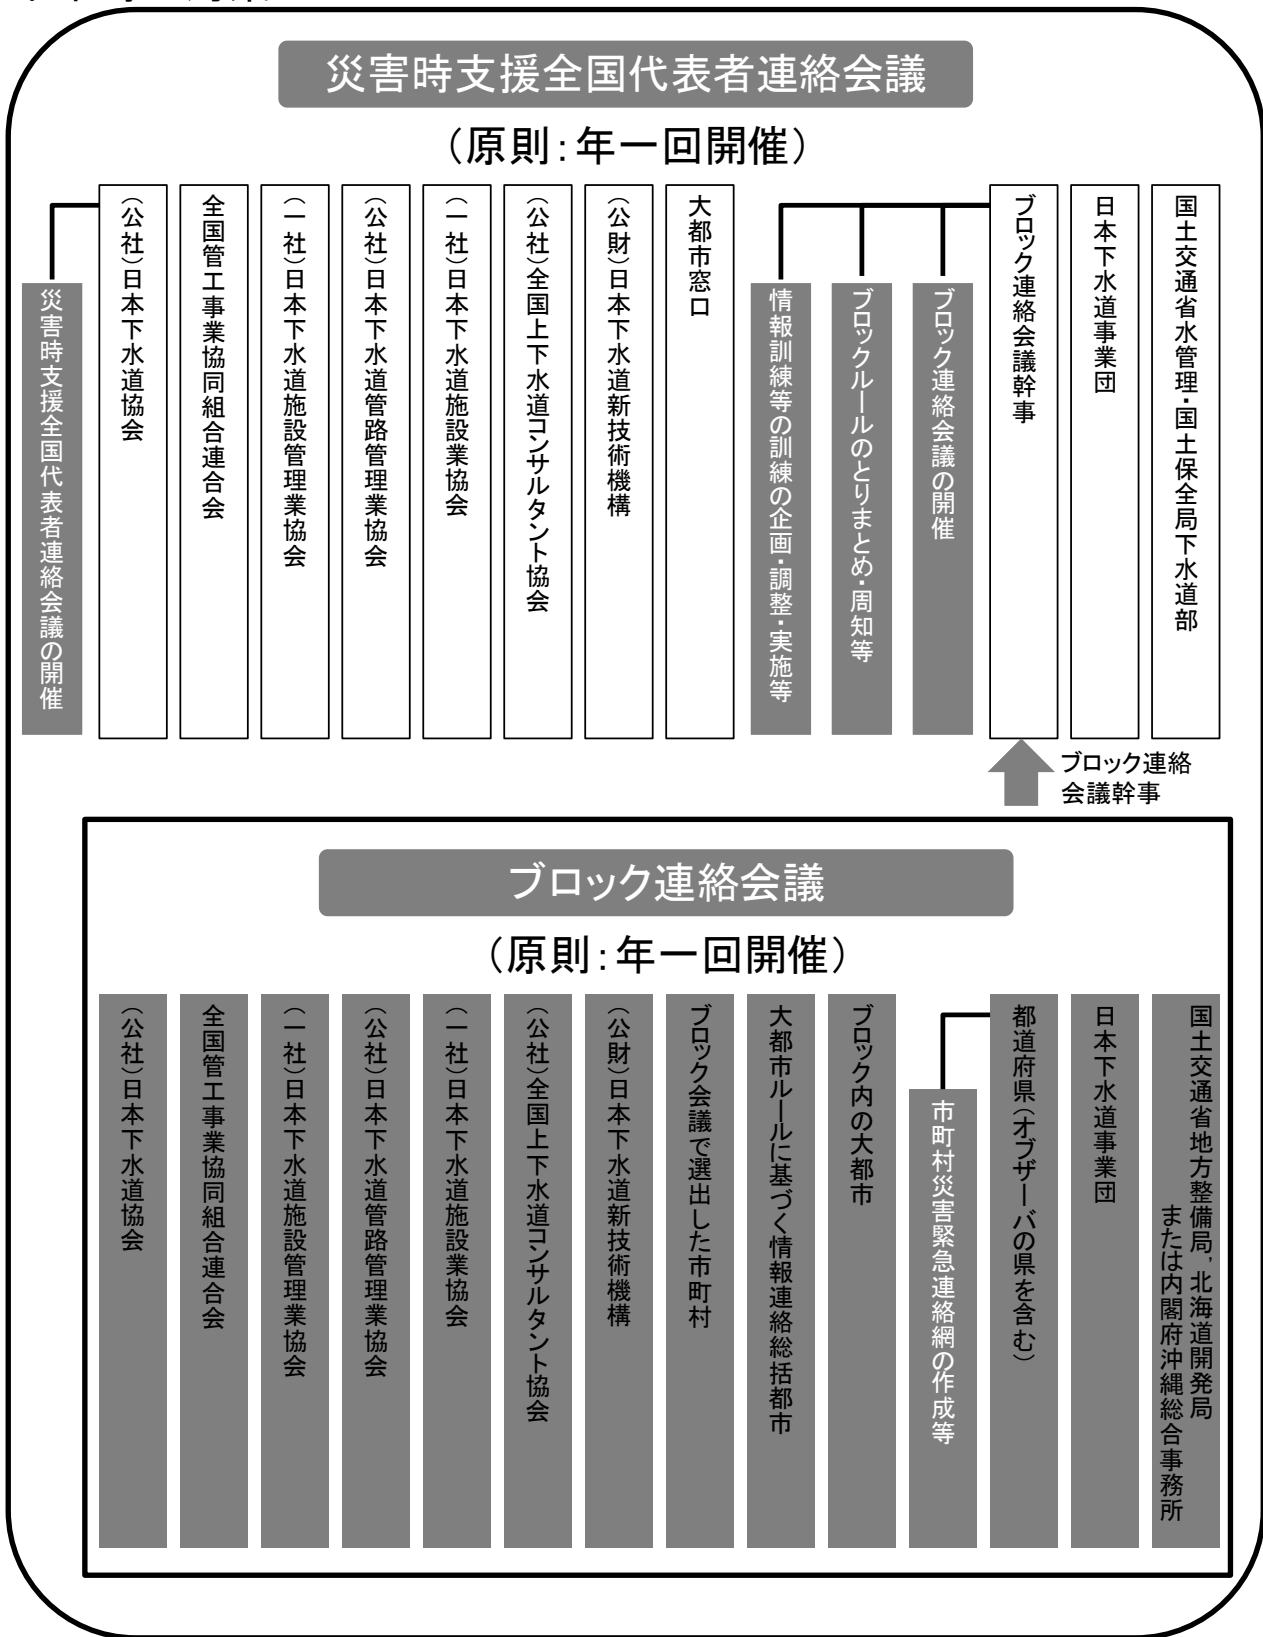 災害時支援全国代表者連絡会議
（原則：年一回開催）
国土交通省水管理・国土保全局下水道部
日本下水道事業団
ブロック連絡会議幹事
ブロック連絡会議の開催
ブロックルールのとりまとめ・周知等
情報訓練等の訓練の企画・調整・実施等
大都市窓口
（公財）日本下水道新技術機構
（公社）全国上下水道コンサルタント協会
（一社）日本下水道施設業協会
（公社）日本下水道管路管理業協会
（一社）日本下水道施設管理業協会
全国管工事業協同組合連合会
（公社）日本下水道協会
災害時支援全国代表者連絡会議の開催
ブロック連絡
会議幹事
ブロック連絡会議
（原則：年一回開催）
国土交通省地方整備局，北海道開発局
または内閣府沖縄総合事務所
日本下水道事業団
都道府県（オブザーバの県を含む）
市町村災害緊急連絡網の作成等
ブロック内の大都市
大都市ルールに基づく情報連絡総括都市
ブロック会議で選出した市町村
（公財）日本下水道新技術機構
（公社）全国上下水道コンサルタント協会
（一社）日本下水道施設業協会
（公社）日本下水道管路管理業協会
（一社）日本下水道施設管理業協会
全国管工事業協同組合連合会
（公社）日本下水道協会